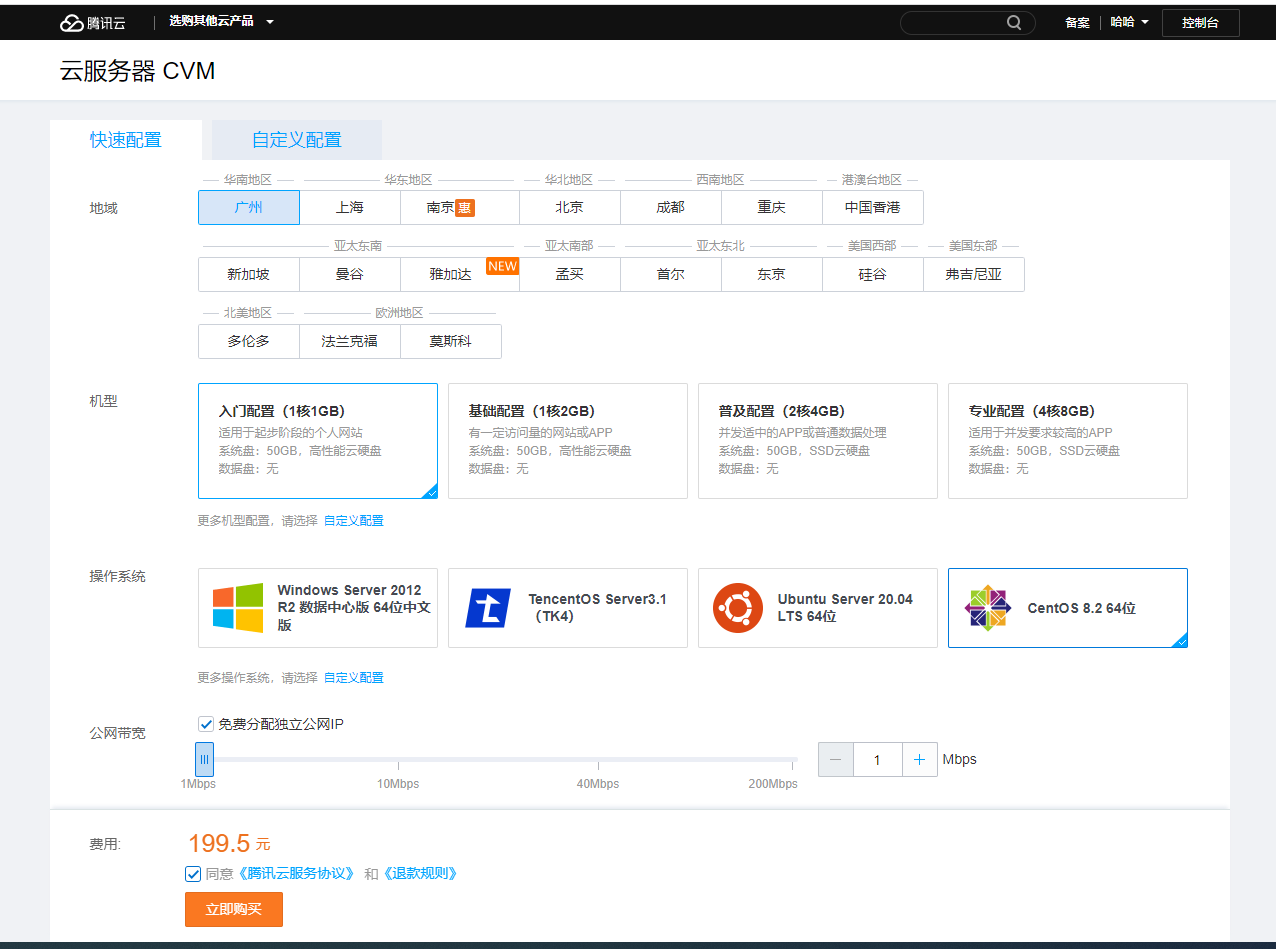 腾讯云 选购其他云产品 备案 哈哈 控制台
云服务器 CVM
快速配置 自定义配置
华南地区 华东地区 华北地区 西南地区 港澳台地区
地域 广州 上海 南京 惠 北京 成都 重庆 中国香港
亚太东南 亚太南部 亚太东北 美国西部 美国东部
新加坡 曼谷 雅加达 NEW 孟买 首尔 东京 硅谷 弗吉尼亚
北美地区 欧洲地区
多伦多 法兰克福 莫斯科
机型
入门配置（1核1GB）
适用于起步阶段的个人网站
系统盘：50GB，高性能云硬盘
数据盘：无
基础配置（1核2GB）
有一定访问量的网站或APP
系统盘：50GB，高性能云硬盘
数据盘：无
普及配置（2核4GB）
并发适中的APP或普通数据处理
系统盘：50GB，SSD云硬盘
数据盘：无
专业配置（4核8GB）
适用于并发要求较高的APP
系统盘：50GB，SSD云硬盘
数据盘：无
更多机型配置，请选择 自定义配置
操作系统
Windows Server 2012
R2 数据中心版 64位中文
版
TencentOS Server3.1
（TK4）
Ubuntu Server 20.04
LTS 64位
CentOS 8.2 64位
更多操作系统，请选择 自定义配置
公网带宽
免费分配独立公网IP
1 Mbps
1Mbps 10Mbps 40Mbps 200Mbps
费用: 199.5 元
同意《腾讯云服务协议》 和《退款规则》
立即购买